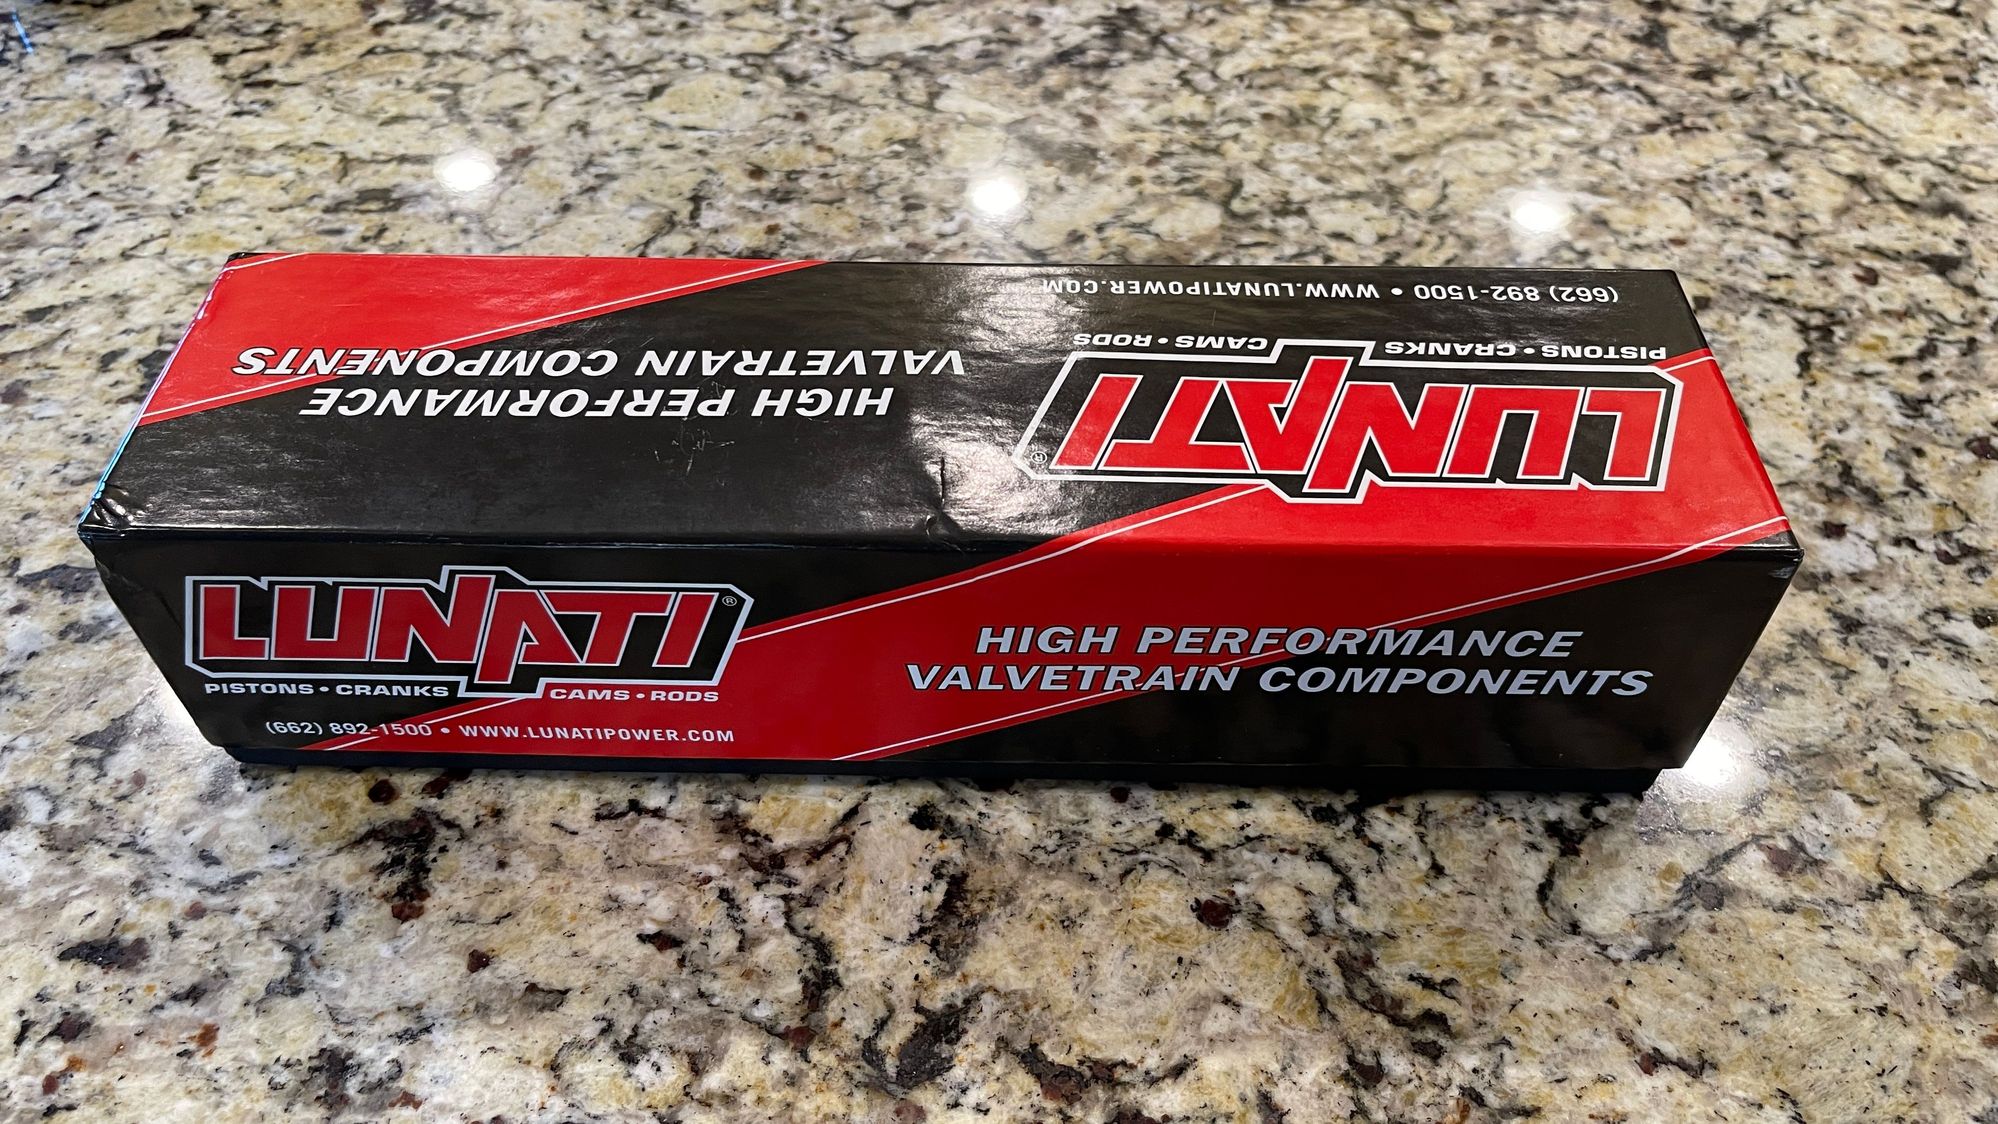 HIGH PERFORMANCE
VALVETRAIN COMPONENTS
LUNATI®
PISTONS • CRANKS CAMS • RODS
(662) 892-1500 • WWW.LUNATIPOWER.COM
LUNATI®
PISTONS • CRANKS CAMS • RODS
(662) 892-1500 • WWW.LUNATIPOWER.COM
HIGH PERFORMANCE
VALVETRAIN COMPONENTS